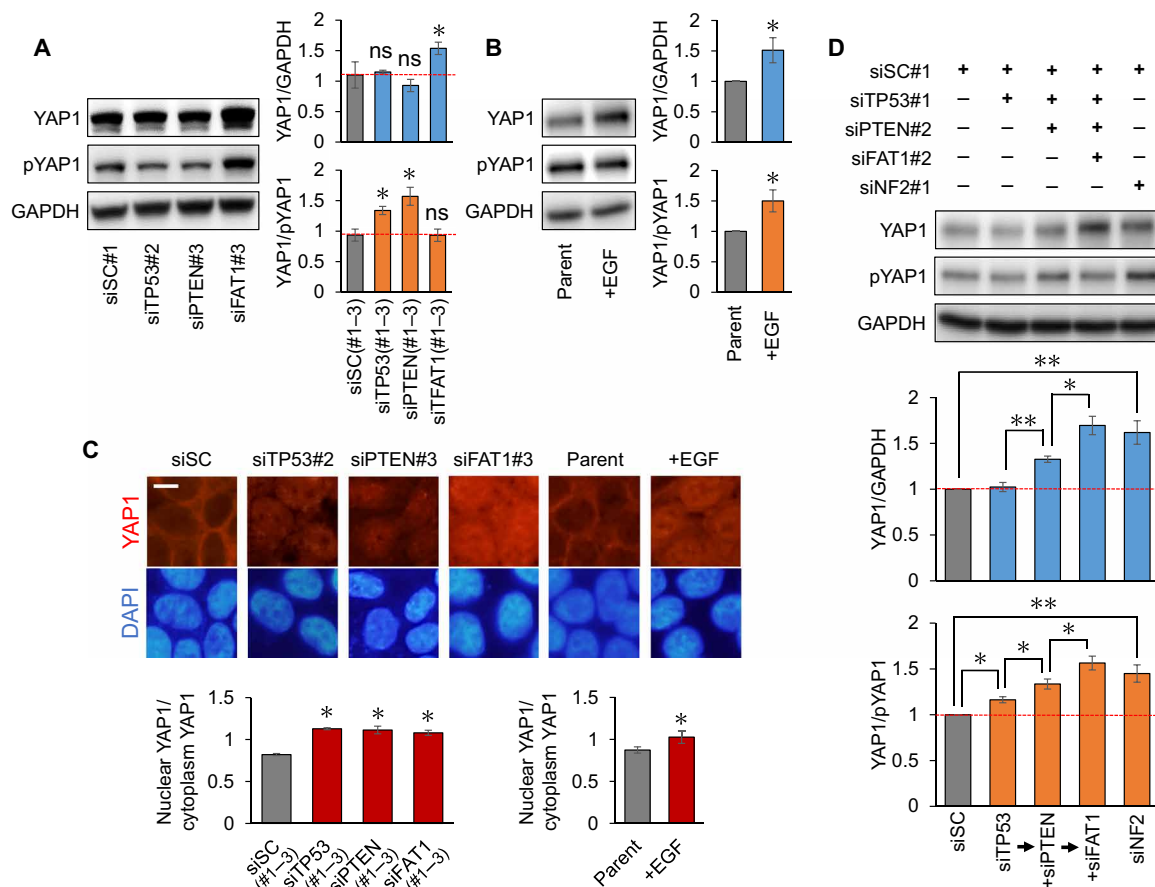 A
YAP1
pYAP1
GAPDH
siSC#1
siTP53#2
siPTEN#3
siFAT1#3
YAP1/GAPDH
2
1.5
1
0.5
0
ns
ns
*
YAP1/pYAP1
2
1.5
1
0.5
0
*
*
ns
siSC(#1–3)
siTP53(#1–3)
siPTEN(#1–3)
siTFAT1(#1–3)
B
YAP1
pYAP1
GAPDH
Parent
+EGF
YAP1/GAPDH
2
1.5
1
0.5
0
*
YAP1/pYAP1
2
1.5
1
0.5
0
*
Parent
+EGF
C
siSC siTP53#2 siPTEN#3 siFAT1#3 Parent +EGF
YAP1
DAPI
Nuclear YAP1/
cytoplasm YAP1
1.5
1
0.5
0
* * *
siSC
(#1–3)
siTP53
(#1–3)
siPTEN
(#1–3)
siFAT1
(#1–3)
Nuclear YAP1/
cytoplasm YAP1
1.5
1
0.5
0
*
Parent
+EGF
D
siSC#1 + + + + +
siTP53#1 – + + + –
siPTEN#2 – – + + –
siFAT1#2 – – – + –
siNF2#1 – – – – +
YAP1
pYAP1
GAPDH
YAP1/GAPDH
2
1.5
1
0.5
0
**
**
*
YAP1/pYAP1
2
1.5
1
0.5
0
**
*
*
*
siSC
siTP53
+siPTEN
+siFAT1
siNF2